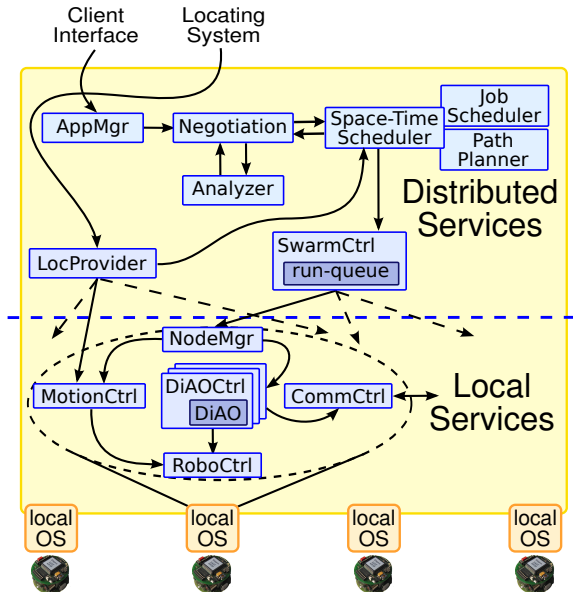 Client
Interface
Locating
System
AppMgr
Negotiation
Space-Time
Scheduler
Job
Scheduler
Path
Planner
Analyzer
Distributed
Services
LocProvider
SwarmCtrl
run-queue
NodeMgr
MotionCtrl
DiAOCtrl
DiAO
CommCtrl
Local
Services
RoboCtrl
local
OS
local
OS
local
OS
local
OS